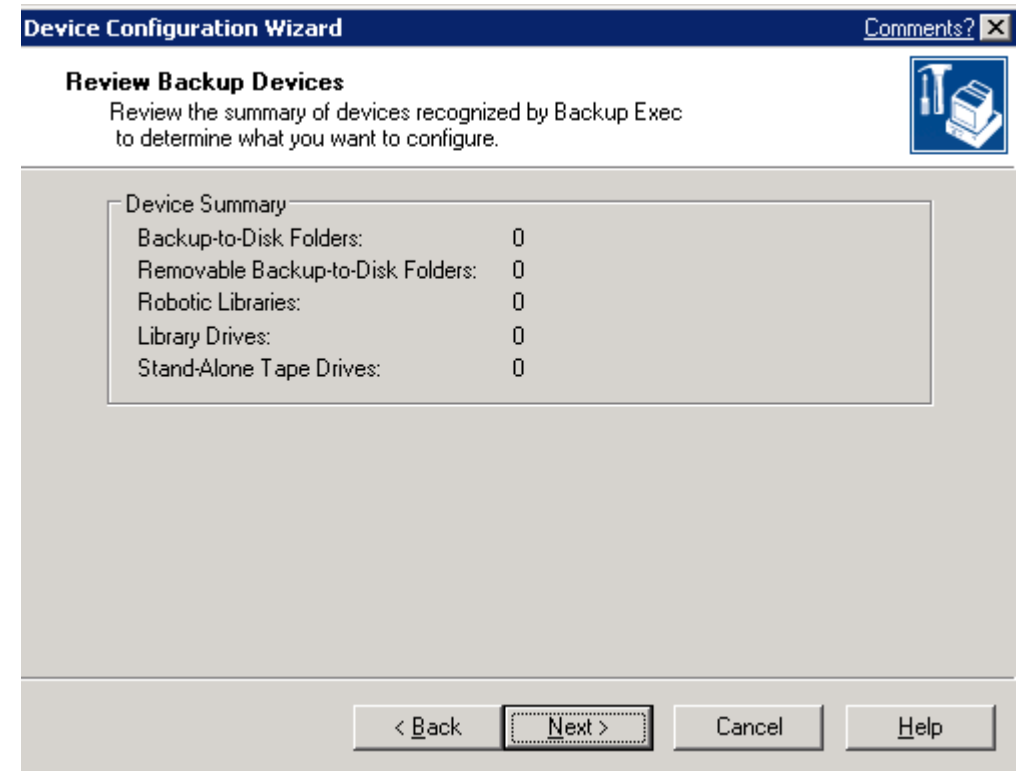 Device Configuration Wizard Comments?
Review Backup Devices
Review the summary of devices recognized by Backup Exec
to determine what you want to configure.
Device Summary
Backup-to-Disk Folders: 0
Removable Backup-to-Disk Folders: 0
Robotic Libraries: 0
Library Drives: 0
Stand-Alone Tape Drives: 0
< Back Next > Cancel Help